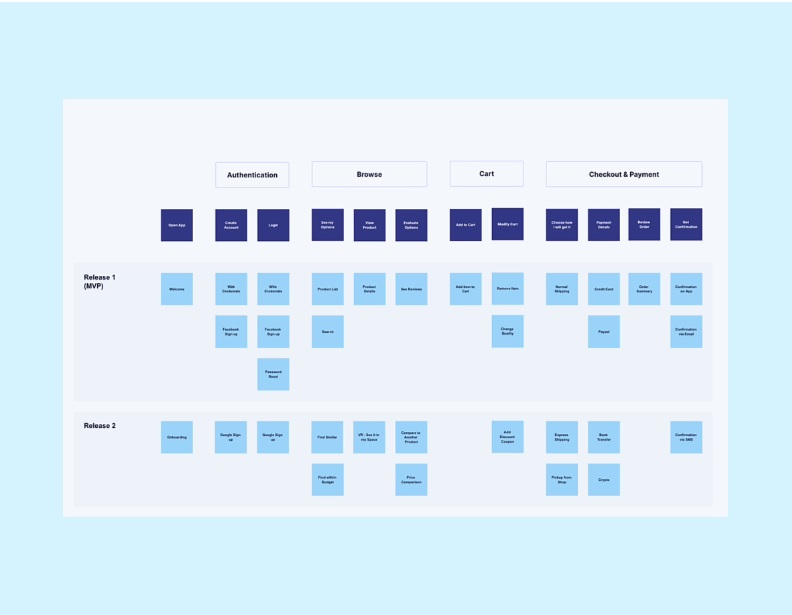 Authentication
Browse
Cart
Checkout & Payment
Open App
Create
Account
Login
See my
Options
View
Product
Evaluate
Options
Add to Cart
Modify Cart
Choose how
I will get it
Payment
Details
Review
Order
Get
Confirmation
Release 1
(MVP)
Welcome
With
Credentials
With
Credentials
Product List
Product
Details
See Reviews
Add Item to
Cart
Remove Item
Normal
Shipping
Credit Card
Order
Summary
Confirmation
on App
Facebook
Sign up
Facebook
Sign up
Search
Change
Quality
Paypal
Confirmation
via Email
Password
Reset
Release 2
Onboarding
Google Sign
up
Google Sign
up
Find Similar
VR - See it in
my Space
Compare to
Another
Product
Add
Discount
Coupon
Express
Shipping
Bank
Transfer
Confirmation
via SMS
Find within
Budget
Price
Comparison
Pickup from
Shop
Crypto